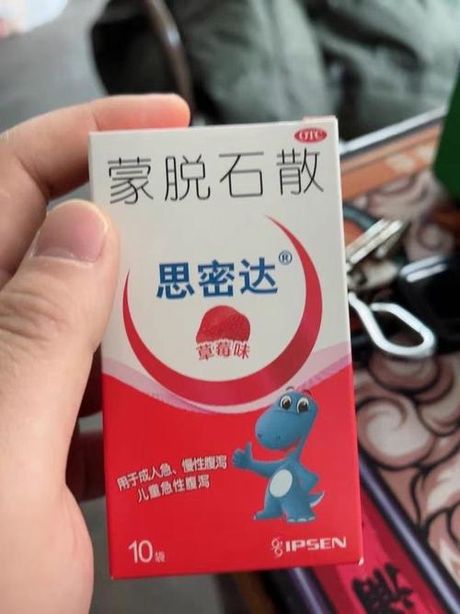 OTC
蒙脱石散
思密达®
草莓味
用于成人急、慢性腹泻
儿童急性腹泻
10袋
IPSEN